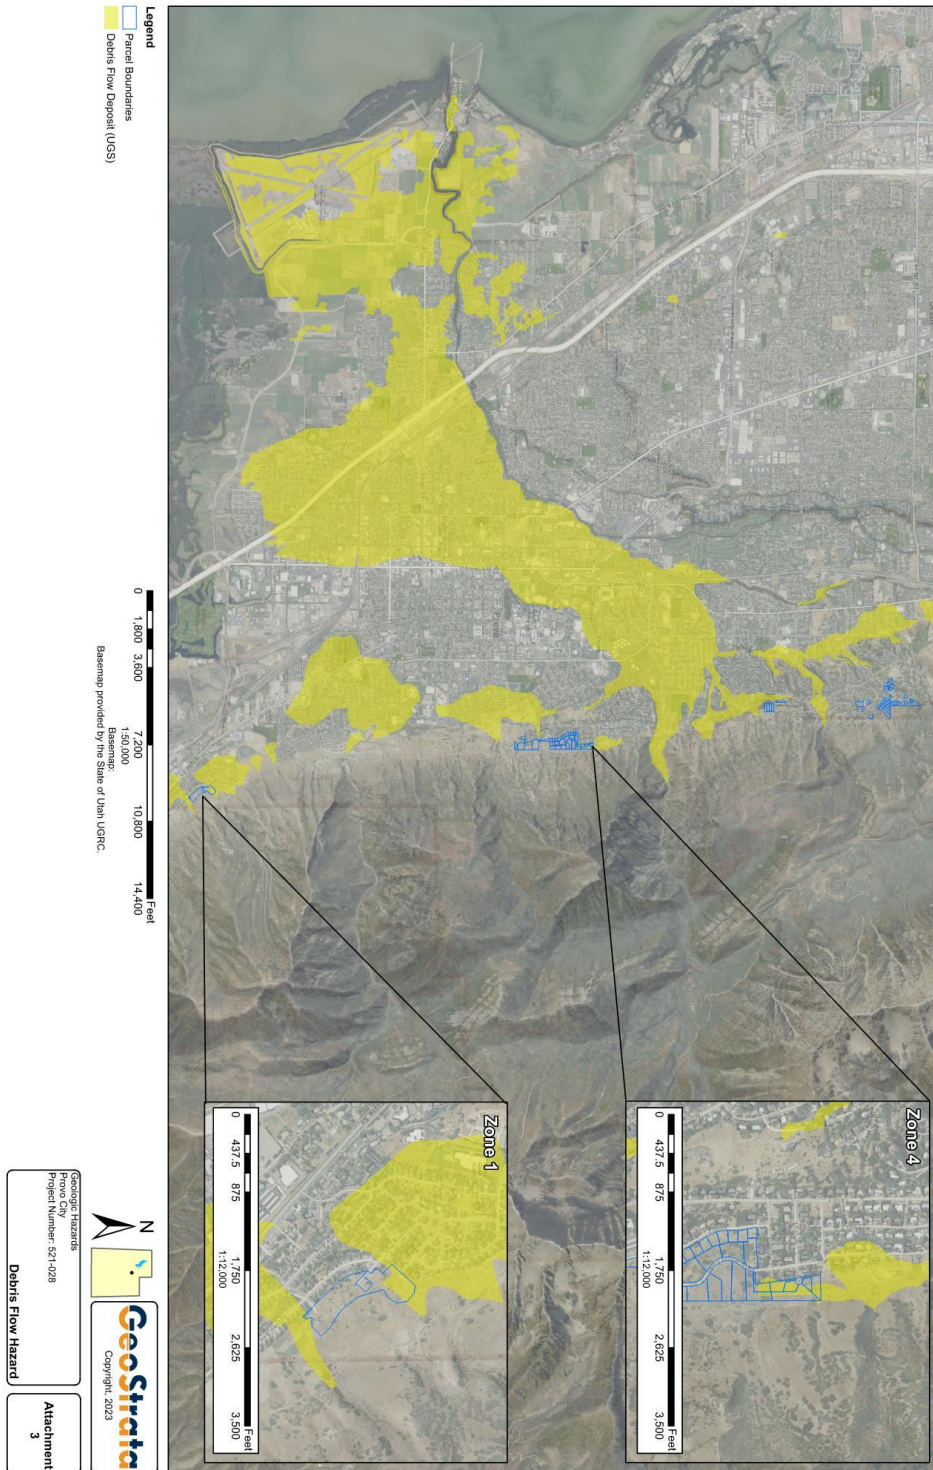 Zone 4
0 437.5 875 1,750 2,625 3,500
Feet
1:12,000
Zone 1
0 437.5 875 1,750 2,625 3,500
Feet
1:12,000
Provo
Legend
Parcel Boundaries
Debris Flow Deposit (UGS)
0 1,800 3,600 7,200 10,800 14,400
Feet
1:50,000
Basemap:
Basemap provided by the State of Utah UGRC.
N
GeoStrata
Copyright, 2023
Geologic Hazards
Provo City
Project Number: 521-028
Debris Flow Hazard
Attachment
3